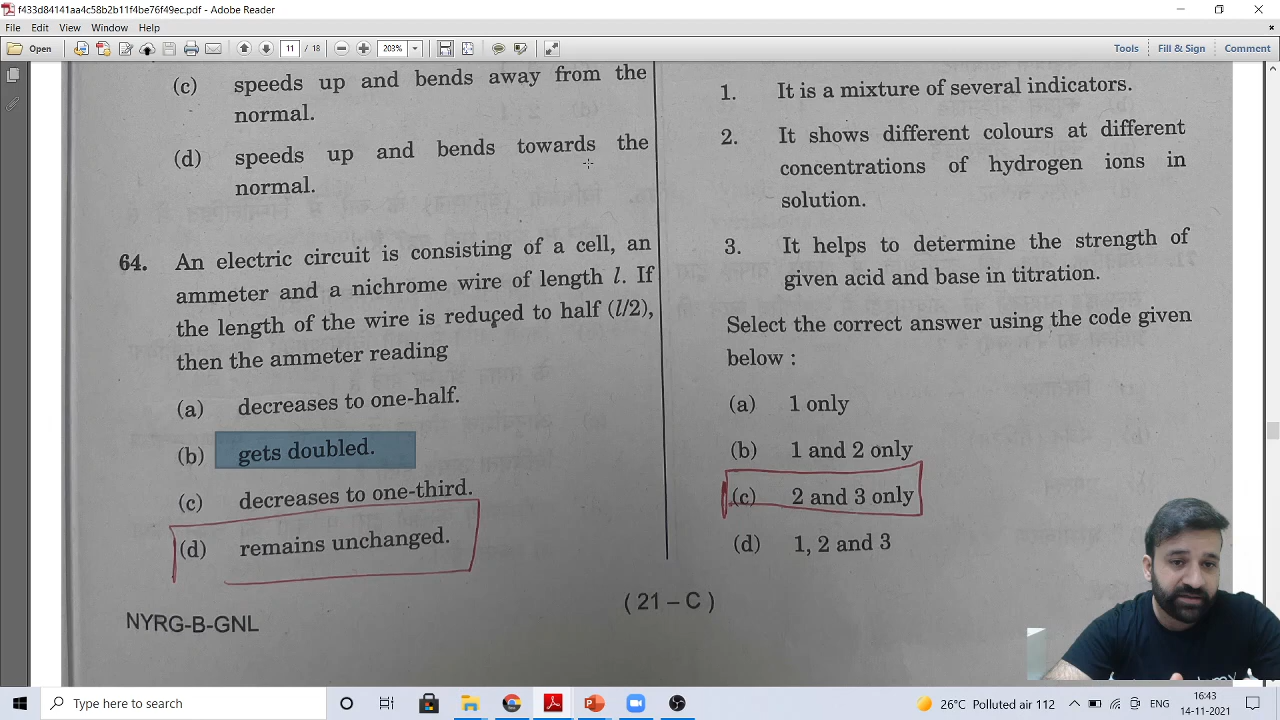 f433d84141aa4c58b2b11b4e76f49ec.pdf - Adobe Reader
File Edit View Window Help
Open 11 / 18 203% Tools Fill & Sign Comment
(c) speeds up and bends away from the
normal.
(d) speeds up and bends towards the
normal.
64. An electric circuit is consisting of a cell, an
ammeter and a nichrome wire of length l. If
the length of the wire is reduced to half (l/2),
then the ammeter reading
(a) decreases to one-half.
(b) gets doubled.
(c) decreases to one-third.
(d) remains unchanged.
NYRG-B-GNL
1. It is a mixture of several indicators.
2. It shows different colours at different
concentrations of hydrogen ions in
solution.
3. It helps to determine the strength of
given acid and base in titration.
Select the correct answer using the code given
below :
(a) 1 only
(b) 1 and 2 only
(c) 2 and 3 only
(d) 1, 2 and 3
( 21 – C )
Type here to search
26°C Polluted air 112 ENG 16:43
14-11-2021